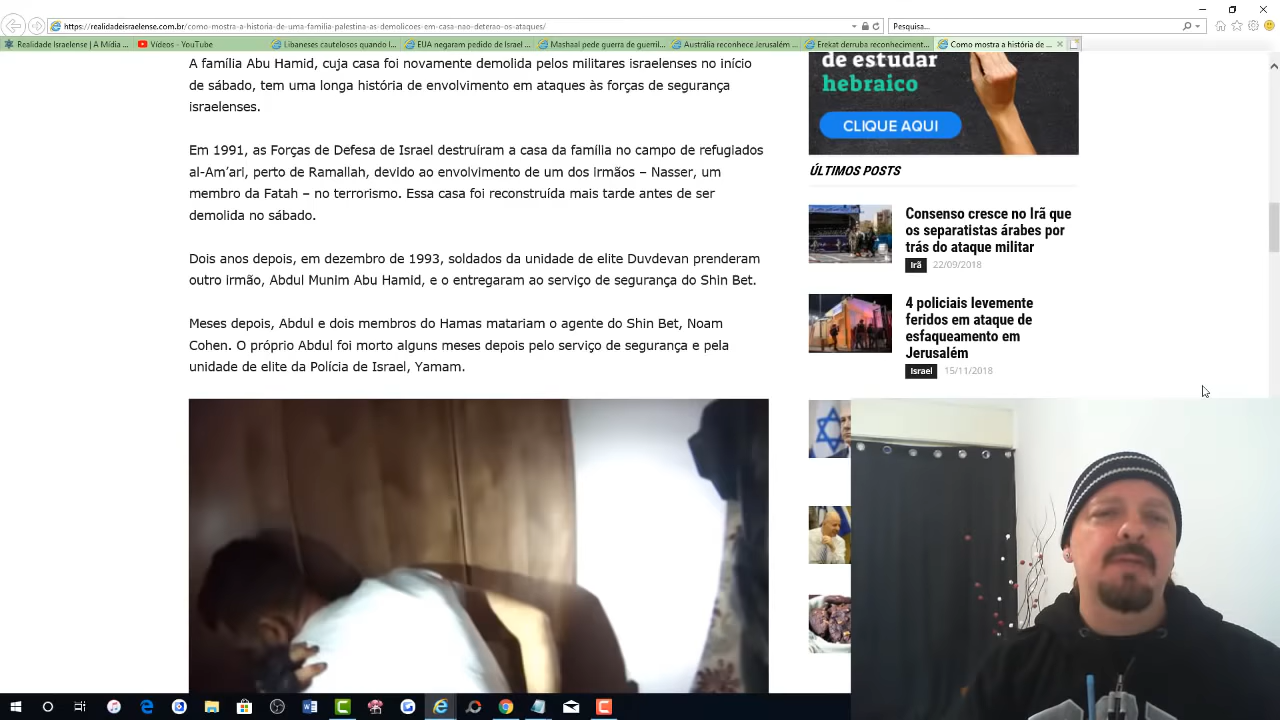 https://realidadeisraelense.com.br/como-mostra-a-historia-de-uma-familia-palestina-as-demolicoes-em-casa-nao-deterao-os-ataques/
Pesquisa...
Realidade Israelense | A Mídia ...
Vídeos - YouTube
Libaneses cautelosos quando I...
EUA negaram pedido de Israel ...
Mashaal pede guerra de guerril...
Austrália reconhece Jerusalém ...
Erekat derruba reconheciment...
Como mostra a história de ...
A família Abu Hamid, cuja casa foi novamente demolida pelos militares israelenses no início
de sábado, tem uma longa história de envolvimento em ataques às forças de segurança
israelenses.
Em 1991, as Forças de Defesa de Israel destruíram a casa da família no campo de refugiados
al-Am’ari, perto de Ramallah, devido ao envolvimento de um dos irmãos – Nasser, um
membro da Fatah – no terrorismo. Essa casa foi reconstruída mais tarde antes de ser
demolida no sábado.
Dois anos depois, em dezembro de 1993, soldados da unidade de elite Duvdevan prenderam
outro irmão, Abdul Munim Abu Hamid, e o entregaram ao serviço de segurança do Shin Bet.
Meses depois, Abdul e dois membros do Hamas matariam o agente do Shin Bet, Noam
Cohen. O próprio Abdul foi morto alguns meses depois pelo serviço de segurança e pela
unidade de elite da Polícia de Israel, Yamam.
de estudar
hebraico
CLIQUE AQUI
ÚLTIMOS POSTS
Consenso cresce no Irã que
os separatistas árabes por
trás do ataque militar
Irã 22/09/2018
4 policiais levemente
feridos em ataque de
esfaqueamento em
Jerusalém
Israel 15/11/2018